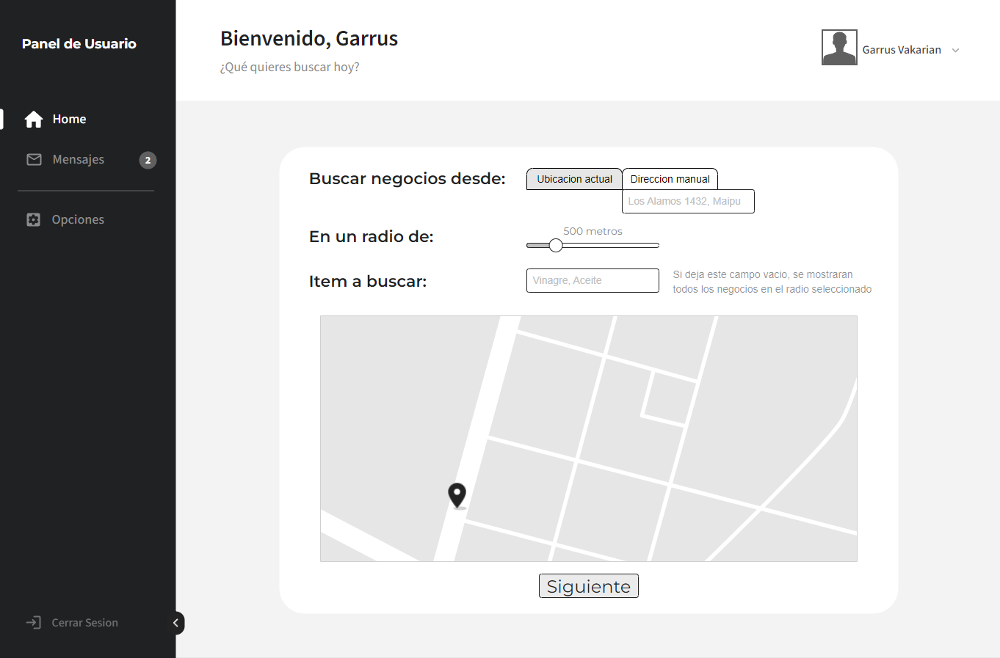 Panel de Usuario
Home
Mensajes 2
Opciones
Cerrar Sesion
Bienvenido, Garrus
¿Qué quieres buscar hoy?
Garrus Vakarian
Buscar negocios desde: Ubicacion actual Direccion manual
Los Alamos 1432, Maipu
500 metros
En un radio de:
Item a buscar: Vinagre, Aceite
Si deja este campo vacio, se mostraran
todos los negocios en el radio seleccionado
Siguiente